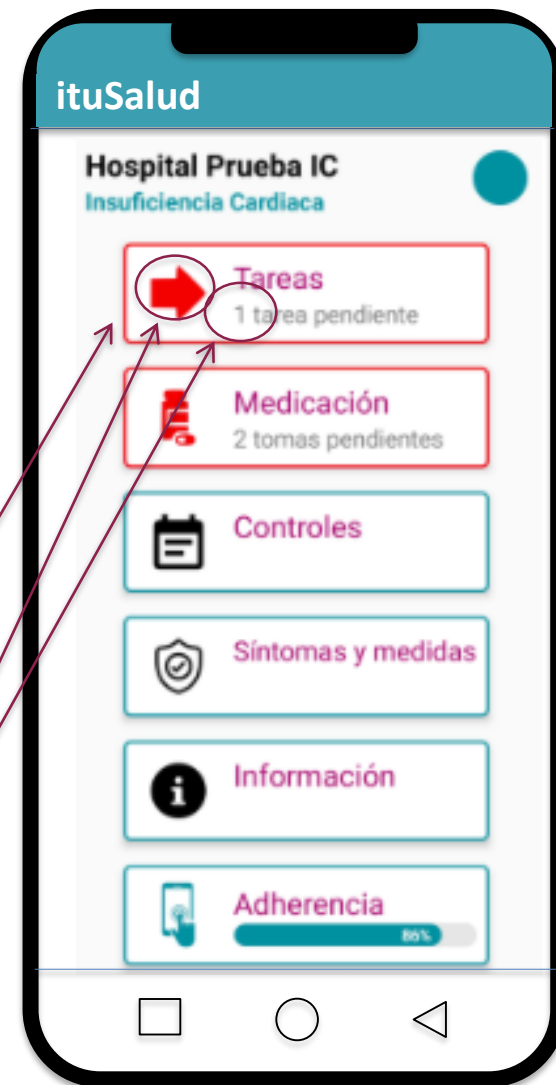 ituSalud
Hospital Prueba IC
Insuficiencia Cardiaca
Tareas
1 tarea pendiente
Medicación
2 tomas pendientes
Controles
Síntomas y medidas
Información
Adherencia
86%